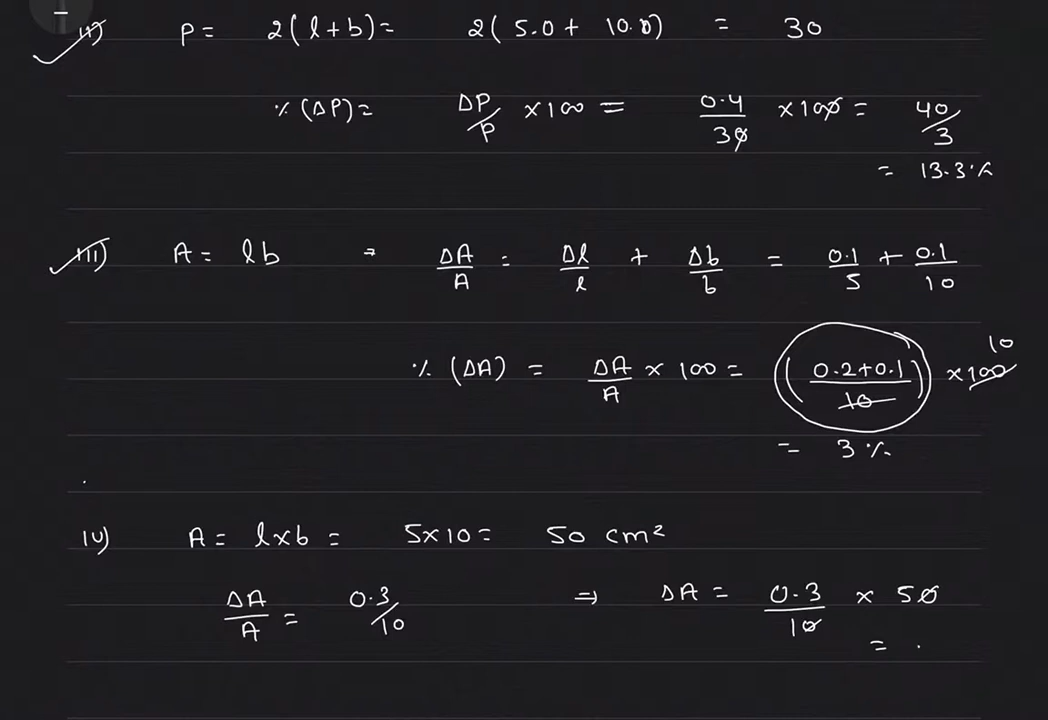 ii) P = 2(l+b) = 2(5.0 + 10.0) = 30
% (ΔP) = ΔP/P × 100 = 0.4/30 × 100 = 40/3
= 13.3%
iii) A = lb ⇒ ΔA/A = Δl/l + Δb/b = 0.1/5 + 0.1/10
10
% (ΔA) = ΔA/A × 100 = (0.2+0.1/10) × 100
= 3%
iv) A = l×b = 5×10 = 50 cm²
ΔA/A = 0.3/10 ⇒ ΔA = 0.3/10 × 50
= .